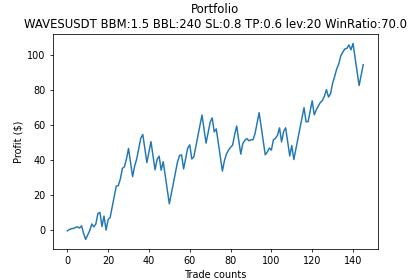 Portfolio
WAVESUSDT BBM:1.5 BBL:240 SL:0.8 TP:0.6 lev:20 WinRatio:70.0
100
80
60
40
20
0
Profit ($)
0 20 40 60 80 100 120 140
Trade counts